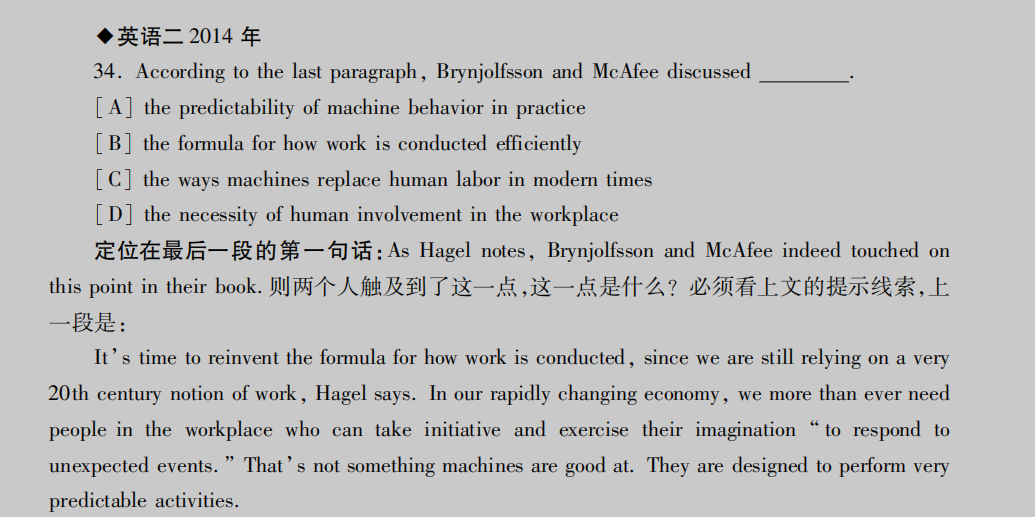 ◆英语二 2014 年
34. According to the last paragraph, Brynjolfsson and McAfee discussed ________.
[A] the predictability of machine behavior in practice
[B] the formula for how work is conducted efficiently
[C] the ways machines replace human labor in modern times
[D] the necessity of human involvement in the workplace
定位在最后一段的第一句话:As Hagel notes, Brynjolfsson and McAfee indeed touched on
this point in their book. 则两个人触及到了这一点,这一点是什么? 必须看上文的提示线索,上
一段是:
It's time to reinvent the formula for how work is conducted, since we are still relying on a very
20th century notion of work, Hagel says. In our rapidly changing economy, we more than ever need
people in the workplace who can take initiative and exercise their imagination “to respond to
unexpected events.” That's not something machines are good at. They are designed to perform very
predictable activities.